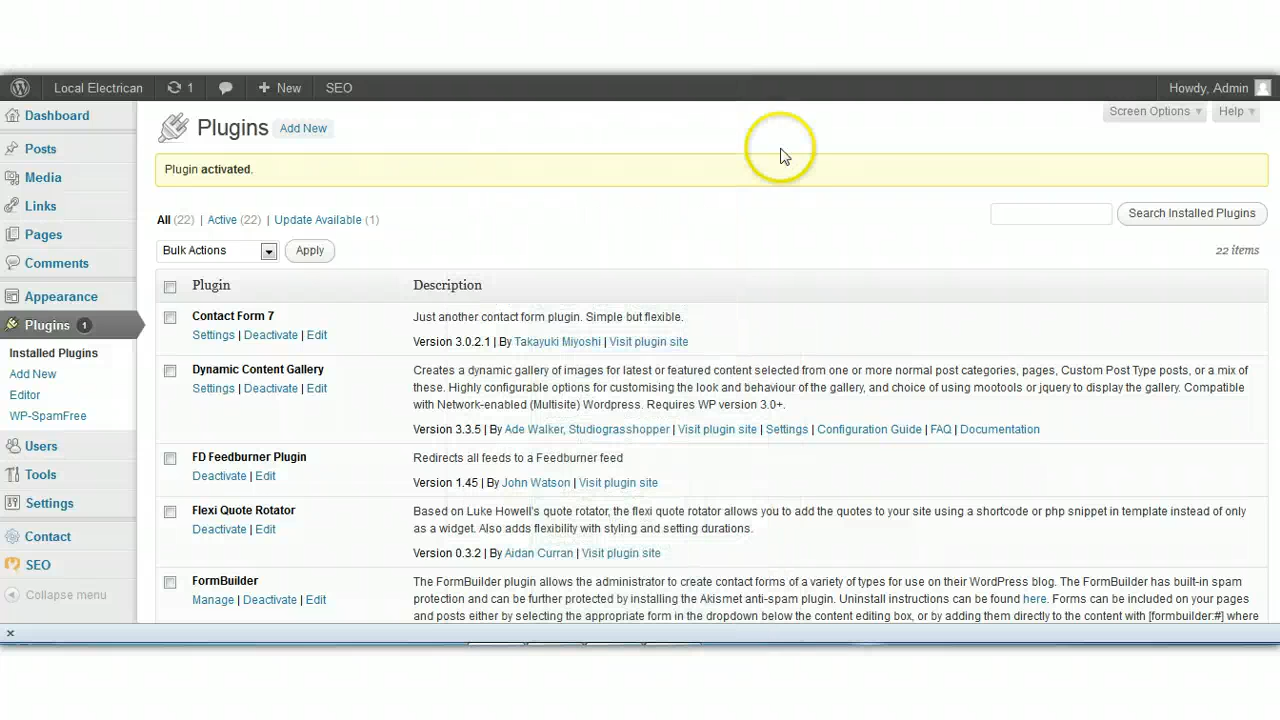 Local Electrican 1 + New SEO Howdy, Admin
Dashboard
Posts
Media
Links
Pages
Comments
Appearance
Plugins 1
Installed Plugins
Add New
Editor
WP-SpamFree
Users
Tools
Settings
Contact
SEO
Collapse menu
Screen Options Help
Plugins Add New
Plugin activated.
All (22) | Active (22) | Update Available (1)
Search Installed Plugins
Bulk Actions Apply
22 items
Plugin Description
Contact Form 7
Settings | Deactivate | Edit
Just another contact form plugin. Simple but flexible.
Version 3.0.2.1 | By Takayuki Miyoshi | Visit plugin site
Dynamic Content Gallery
Settings | Deactivate | Edit
Creates a dynamic gallery of images for latest or featured content selected from one or more normal post categories, pages, Custom Post Type posts, or a mix of
these. Highly configurable options for customising the look and behaviour of the gallery, and choice of using mootools or jquery to display the gallery. Compatible
with Network-enabled (Multisite) Wordpress. Requires WP version 3.0+.
Version 3.3.5 | By Ade Walker, Studiograsshopper | Visit plugin site | Settings | Configuration Guide | FAQ | Documentation
FD Feedburner Plugin
Deactivate | Edit
Redirects all feeds to a Feedburner feed
Version 1.45 | By John Watson | Visit plugin site
Flexi Quote Rotator
Deactivate | Edit
Based on Luke Howell's quote rotator, the flexi quote rotator allows you to add the quotes to your site using a shortcode or php snippet in template instead of only
as a widget. Also adds flexibility with styling and setting durations.
Version 0.3.2 | By Aidan Curran | Visit plugin site
FormBuilder
Manage | Deactivate | Edit
The FormBuilder plugin allows the administrator to create contact forms of a variety of types for use on their WordPress blog. The FormBuilder has built-in spam
protection and can be further protected by installing the Akismet anti-spam plugin. Uninstall instructions can be found here. Forms can be included on your pages
and posts either by selecting the appropriate form in the dropdown below the content editing box, or by adding them directly to the content with [formbuilder:#] where